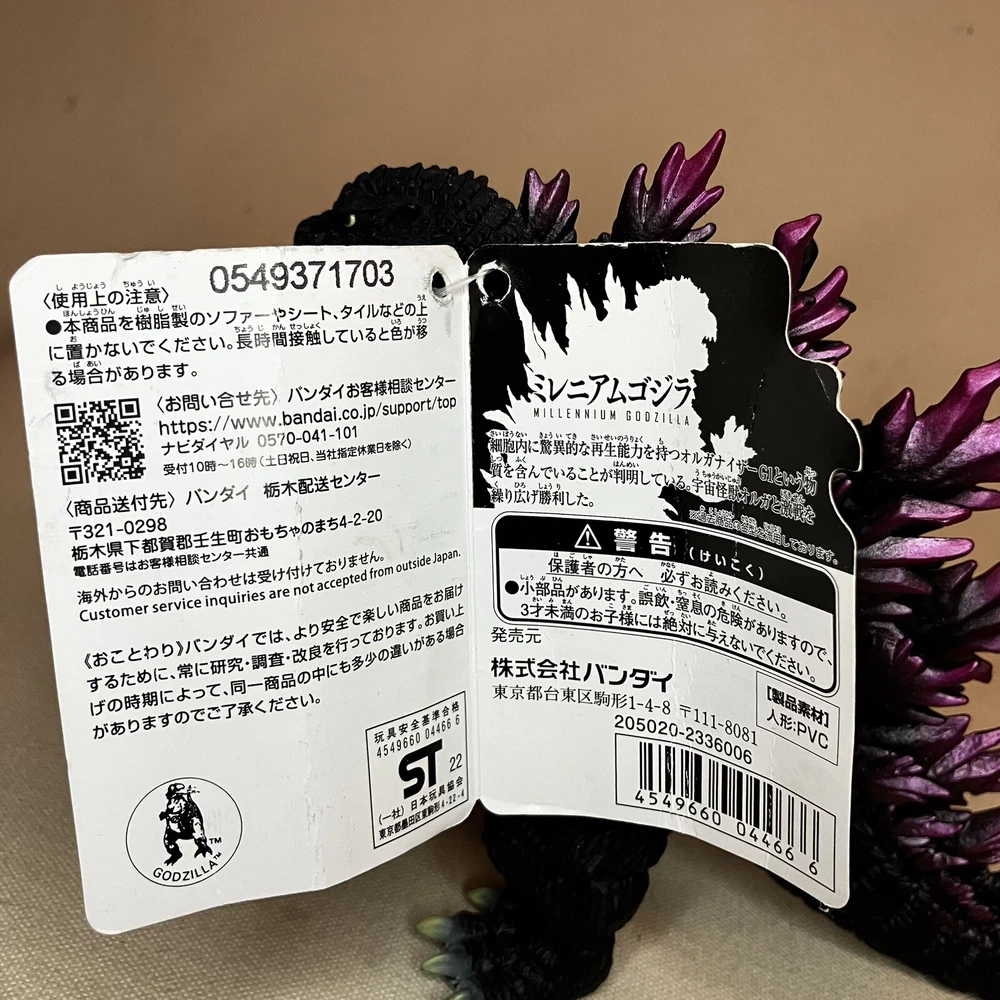 0549371703
〈使用上の注意〉
●本商品を樹脂製のソファーやシート、タイルなどの上
に置かないでください。長時間接触していると色が移
る場合があります。
〈お問い合せ先〉バンダイお客様相談センター
https://www.bandai.co.jp/support/top
ナビダイヤル 0570-041-101
受付10時〜16時(土日祝日、当社指定休業日を除く)
〈商品送付先〉バンダイ 栃木配送センター
〒321-0298
栃木県下都賀郡壬生町おもちゃのまち4-2-20
電話番号はお客様相談センター共通
海外からのお問い合わせは受け付けておりません。
Customer service inquiries are not accepted from outside Japan.
《おことわり》バンダイでは、より安全で楽しい商品をお届け
するために、常に研究・調査・改良を行っております。お買い上
げの時期によって、同一商品の中にも多少の違いがある場合
がありますのでご了承ください。
玩具安全基準合格
4549660 04466 6
ST 22
(一社)日本玩具協会
東京都墨田区東駒形4-22-4
TM
GODZILLA™
ミレニアムゴジラ
MILLENNIUM GODZILLA
細胞内に驚異的な再生能力を持つオルガナイザーG1という物
質を含んでいることが判明している。宇宙怪獣オルガと激戦を
繰り広げ勝利した。
⚠ 警告 (けいこく)
保護者の方へ 必ずお読みください。
●小部品があります。誤飲・窒息の危険がありますので、
3才未満のお子様には絶対に与えないでください。
発売元
株式会社バンダイ
東京都台東区駒形1-4-8 〒111-8081
205020-2336006
【製品素材】
人形:PVC
4549660 04466 6